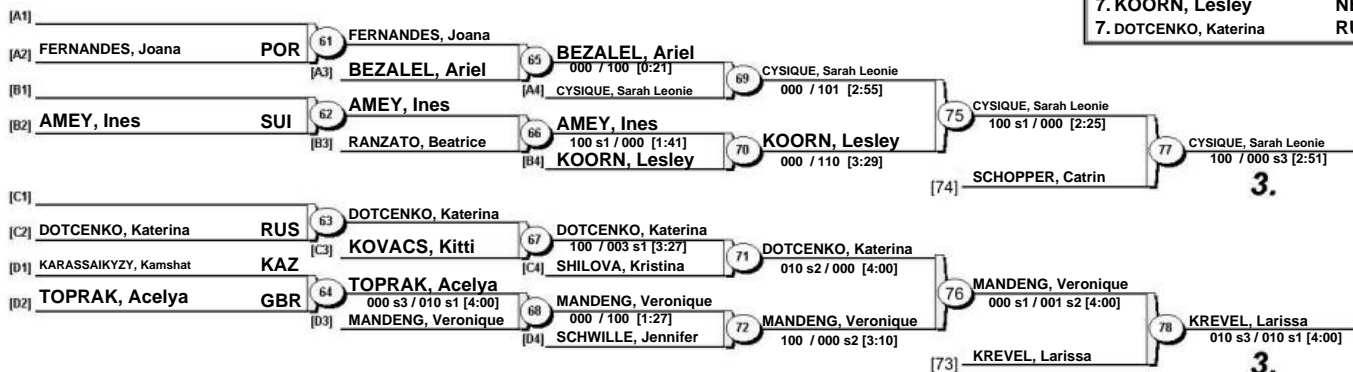 7. KOORN, Lesley
7. DOTCENKO, Katerina
[A1]
[A2] FERNANDES, Joana POR
61
FERNANDES, Joana
[A3] BEZALEL, Ariel
65
BEZALEL, Ariel
000 / 100 [0:21]
[A4] CYSIQUE, Sarah Leonie
69
CYSIQUE, Sarah Leonie
000 / 101 [2:55]
[B1]
[B2] AMEY, Ines SUI
62
AMEY, Ines
[B3] RANZATO, Beatrice
66
AMEY, Ines
100 s1 / 000 [1:41]
[B4] KOORN, Lesley
70
KOORN, Lesley
000 / 110 [3:29]
75
CYSIQUE, Sarah Leonie
100 s1 / 000 [2:25]
[74] SCHOPPER, Catrin
77
CYSIQUE, Sarah Leonie
100 / 000 s3 [2:51]
3.
[C1]
[C2] DOTCENKO, Katerina RUS
63
DOTCENKO, Katerina
[C3] KOVACS, Kitti
67
DOTCENKO, Katerina
100 / 003 s1 [3:27]
[C4] SHILOVA, Kristina
71
DOTCENKO, Katerina
010 s2 / 000 [4:00]
[D1] KARASSAIKYZY, Kamshat KAZ
[D2] TOPRAK, Acelya GBR
64
TOPRAK, Acelya
000 s3 / 010 s1 [4:00]
[D3] MANDENG, Veronique
68
MANDENG, Veronique
000 / 100 [1:27]
[D4] SCHWILLE, Jennifer
72
MANDENG, Veronique
100 / 000 s2 [3:10]
76
MANDENG, Veronique
000 s1 / 001 s2 [4:00]
[73] KREVEL, Larissa
78
KREVEL, Larissa
010 s3 / 010 s1 [4:00]
3.